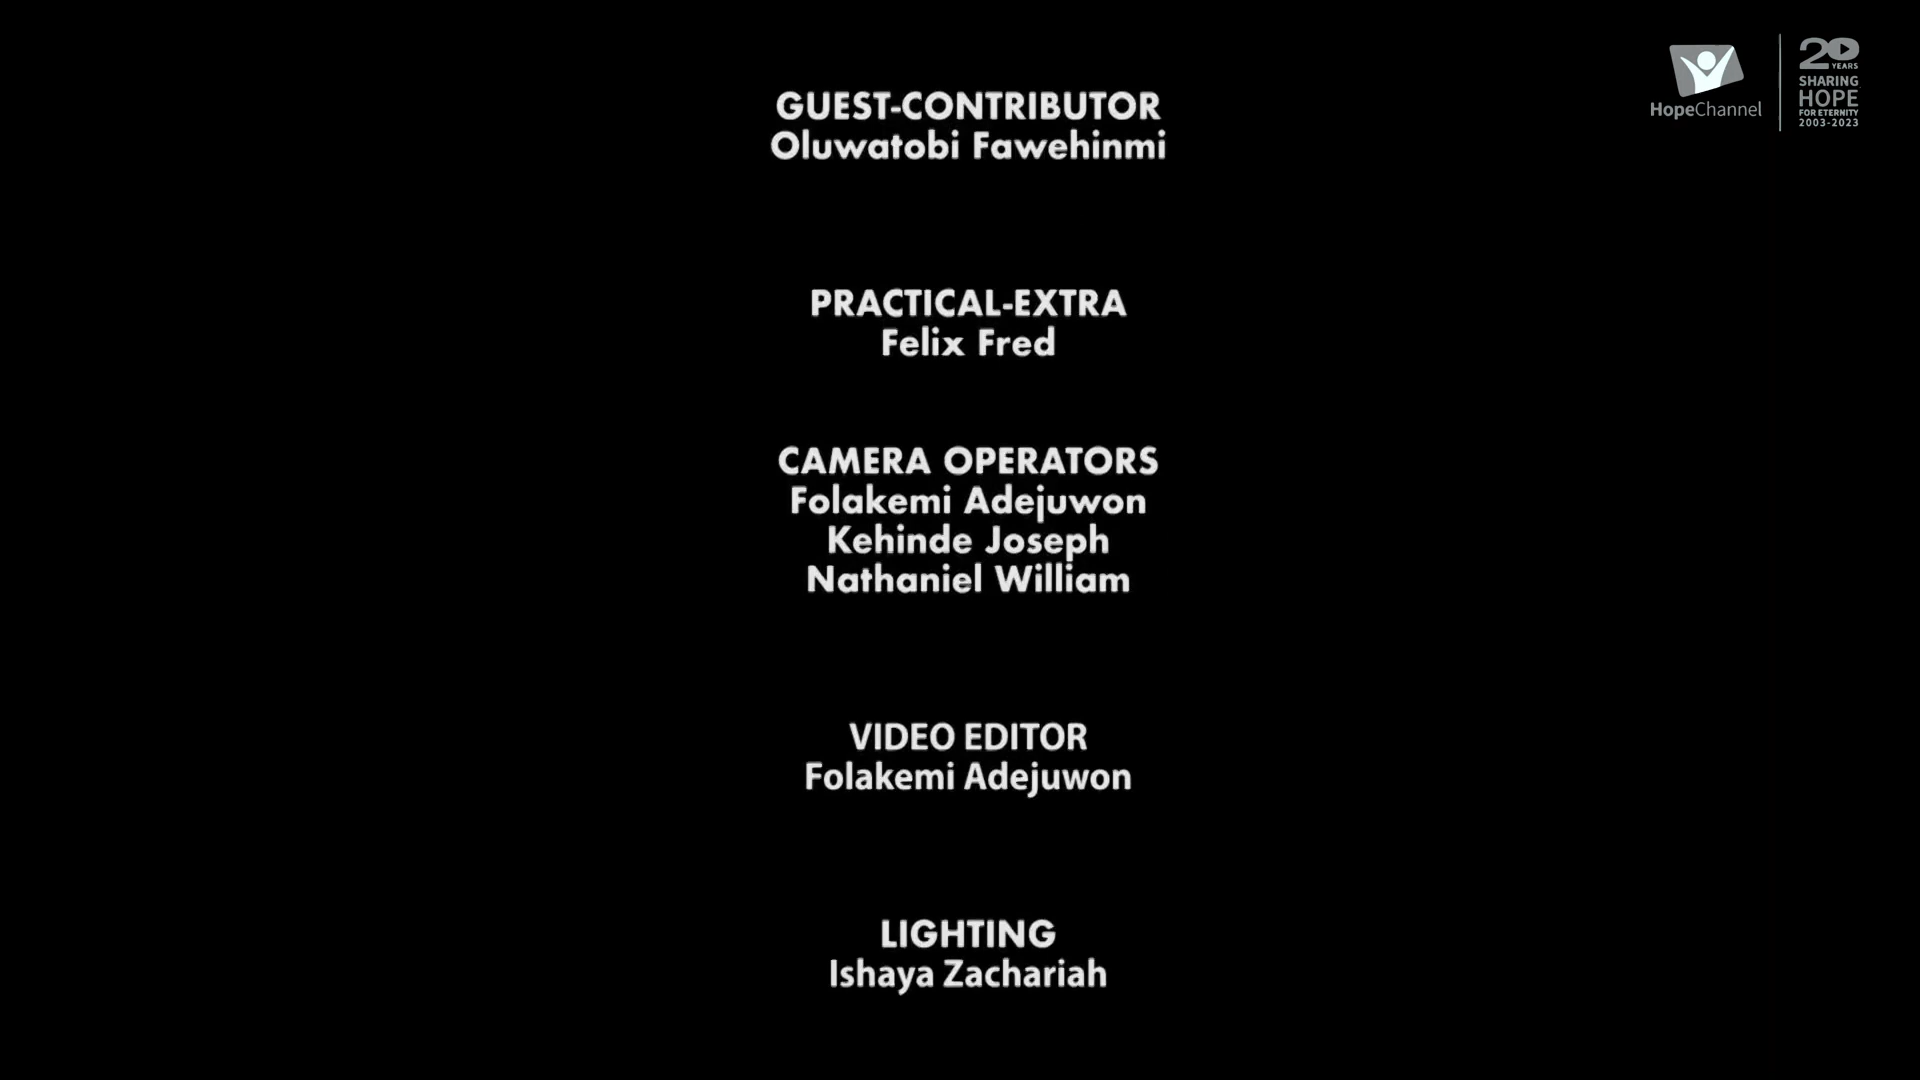 GUEST-CONTRIBUTOR
Oluwatobi Fawehinmi
PRACTICAL-EXTRA
Felix Fred
CAMERA OPERATORS
Folakemi Adejuwon
Kehinde Joseph
Nathaniel William
VIDEO EDITOR
Folakemi Adejuwon
LIGHTING
Ishaya Zachariah
HopeChannel
20
YEARS
SHARING
HOPE
FOR ETERNITY
2003-2023